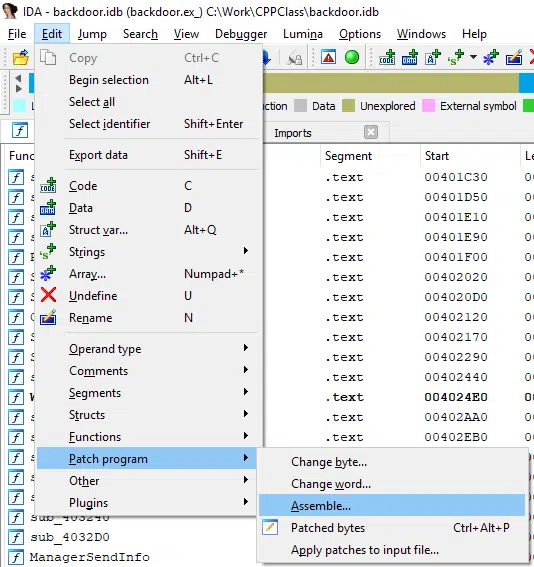 IDA - backdoor.idb (backdoor.ex_) C:\Work\CPPClass\backdoor.idb
File Edit Jump Search View Debugger Lumina Options Windows Help
Copy Ctrl+C
Begin selection Alt+L
Select all
Select identifier Shift+Enter
Export data Shift+E
Code C
Data D
Struct var... Alt+Q
Strings
Array... Numpad+*
Undefine U
Rename N
Operand type
Comments
Segments
Structs
Functions
Patch program
Other
Plugins
Change byte...
Change word...
Assemble...
Patched bytes Ctrl+Alt+P
Apply patches to input file...
Data Unexplored External symbol
Imports
Segment Start
.text 00401C30
.text 00401D50
.text 00401E10
.text 00401E90
.text 00401F00
.text 00402020
.text 004020D0
.text 00402120
.text 00402170
.text 00402290
.text 00402440
.text 004024E0
.text 00402AA0
.text 00402EB0
sub_403240
sub_4032D0
ManagerSendInfo